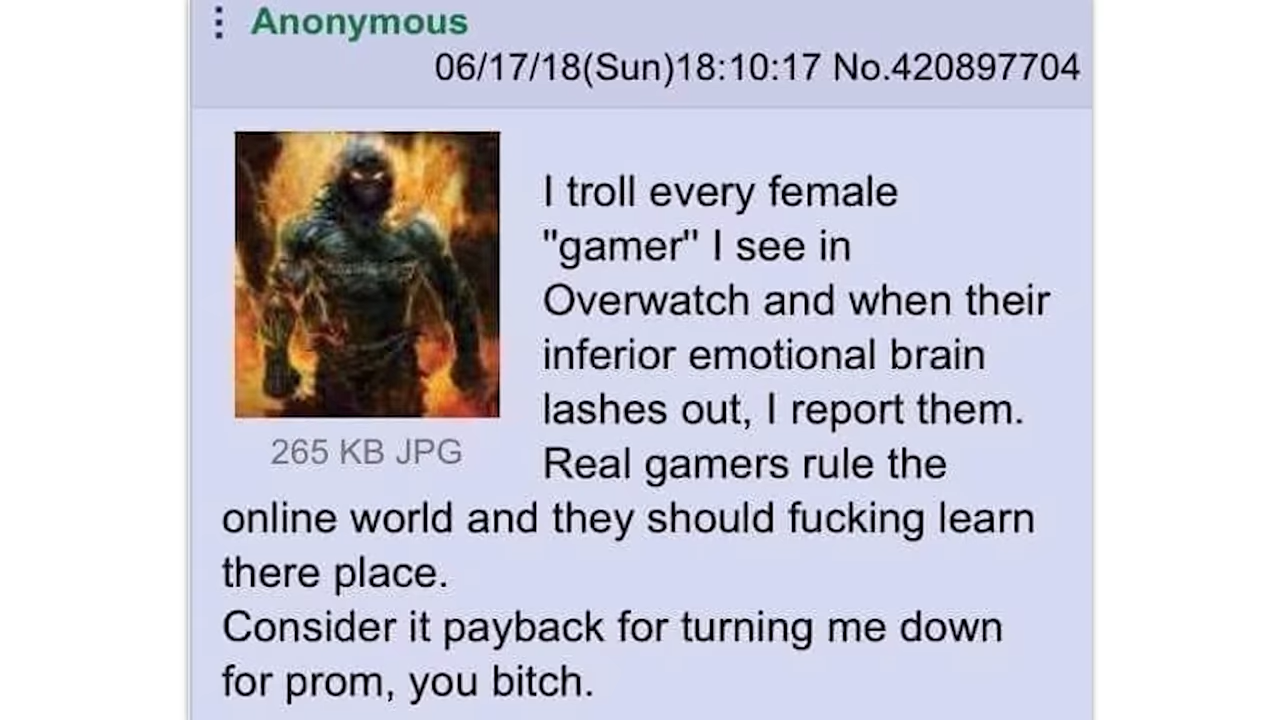 ⋮ Anonymous
06/17/18(Sun)18:10:17 No.420897704
I troll every female
"gamer" I see in
Overwatch and when their
inferior emotional brain
lashes out, I report them.
265 KB JPG
Real gamers rule the
online world and they should fucking learn
there place.
Consider it payback for turning me down
for prom, you bitch.